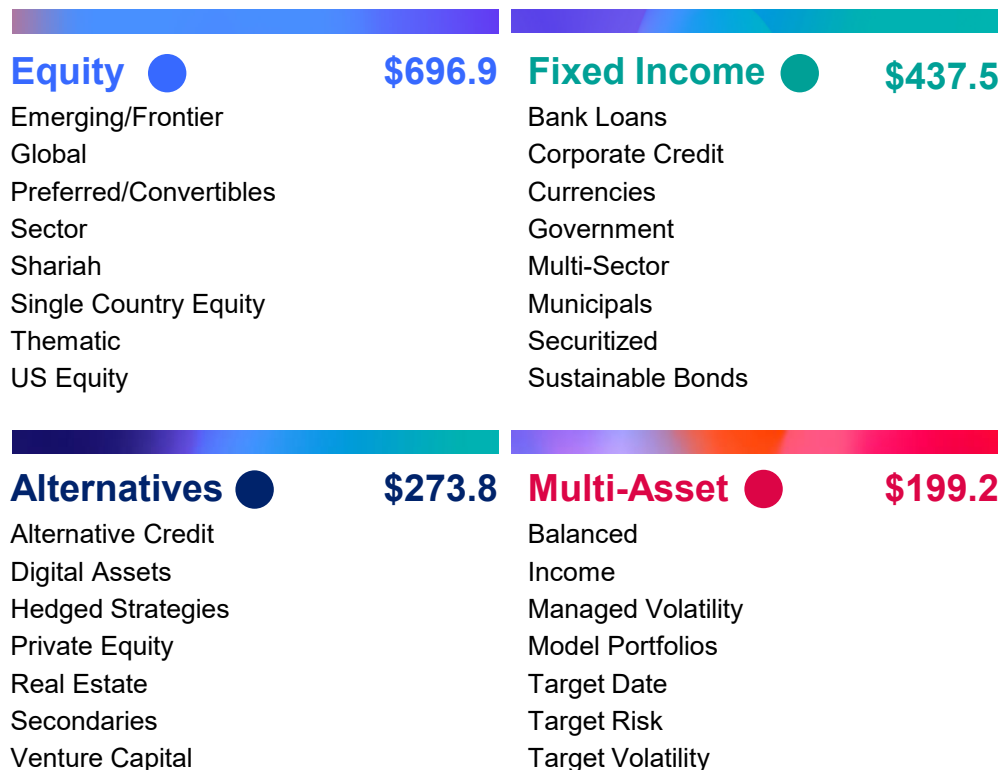 Equity $696.9
Emerging/Frontier
Global
Preferred/Convertibles
Sector
Shariah
Single Country Equity
Thematic
US Equity
Fixed Income $437.5
Bank Loans
Corporate Credit
Currencies
Government
Multi-Sector
Municipals
Securitized
Sustainable Bonds
Alternatives $273.8
Alternative Credit
Digital Assets
Hedged Strategies
Private Equity
Real Estate
Secondaries
Venture Capital
Multi-Asset $199.2
Balanced
Income
Managed Volatility
Model Portfolios
Target Date
Target Risk
Target Volatility